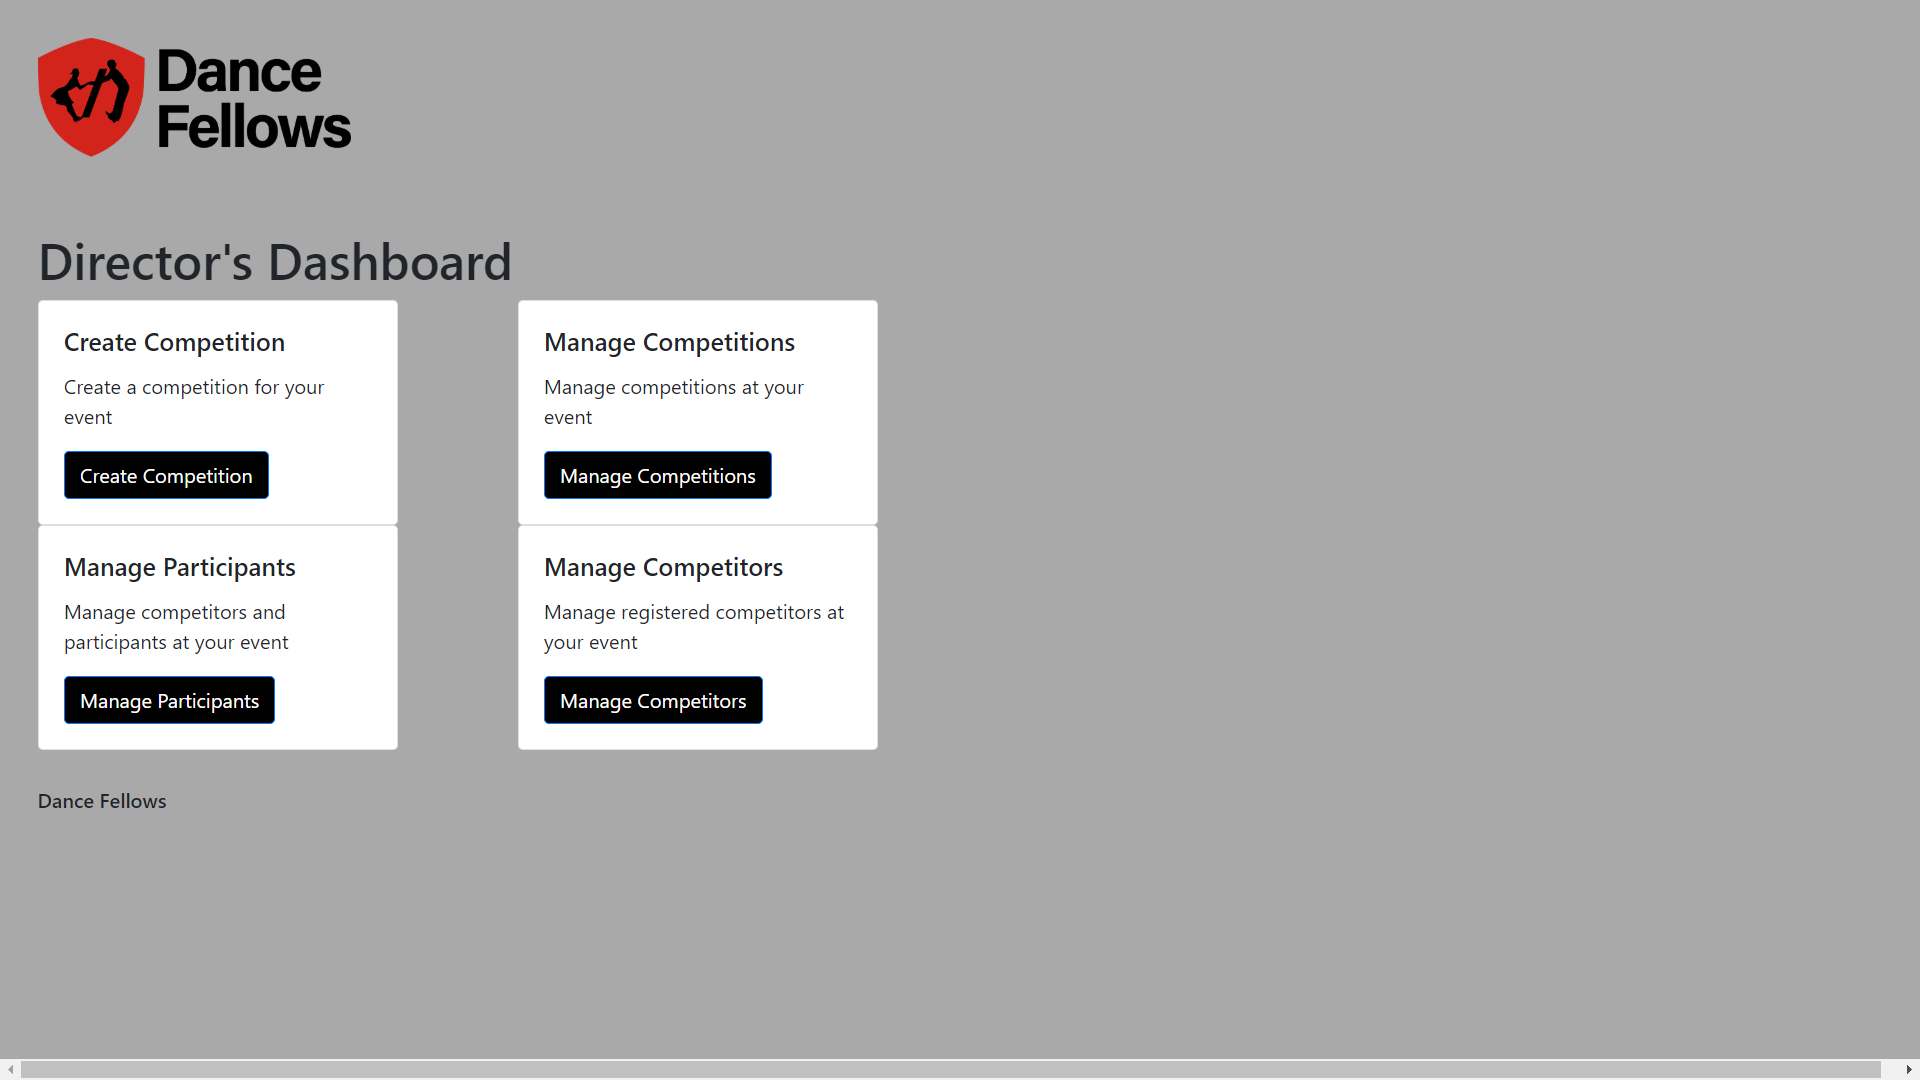 Dance
Fellows
Director's Dashboard
Create Competition
Create a competition for your
event
Create Competition
Manage Competitions
Manage competitions at your
event
Manage Competitions
Manage Participants
Manage competitors and
participants at your event
Manage Participants
Manage Competitors
Manage registered competitors at
your event
Manage Competitors
Dance Fellows